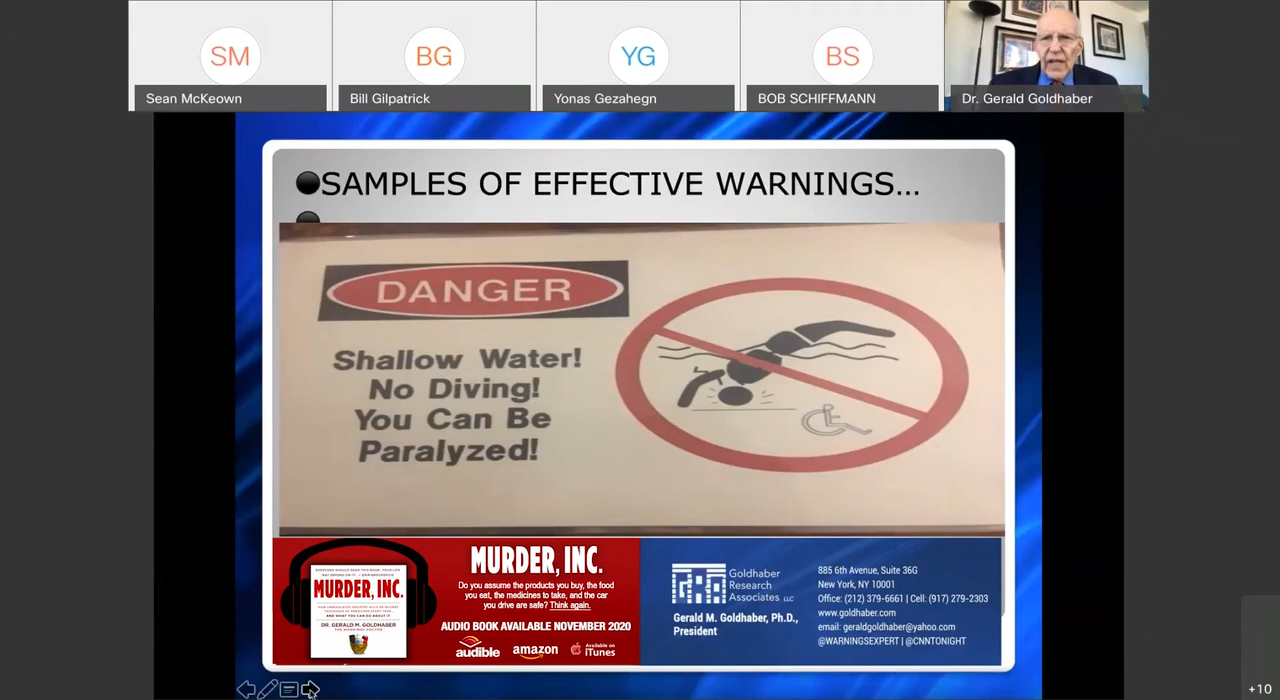 SM
BG
YG
BS
Sean McKeown
Bill Gilpatrick
Yonas Gezahegn
BOB SCHIFFMANN
Dr. Gerald Goldhaber
SAMPLES OF EFFECTIVE WARNINGS...
DANGER
Shallow Water!
No Diving!
You Can Be
Paralyzed!
MURDER, INC.
DR. GERALD M. GOLDHABER
THE WARNINGS DOCTOR
MURDER, INC.
Do you assume the products you buy, the food
you eat, the medicines to take, and the car
you drive are safe? Think again.
AUDIO BOOK AVAILABLE NOVEMBER 2020
audible
amazon
Available on
iTunes
Goldhaber
Research
Associates LLC
Gerald M. Goldhaber, Ph.D.,
President
885 6th Avenue, Suite 36G
New York, NY 10001
Office: (212) 379-6661 | Cell: (917) 279-2303
www.goldhaber.com
email: geraldgoldhaber@yahoo.com
@WARNINGSEXPERT | @CNNTONIGHT
+10